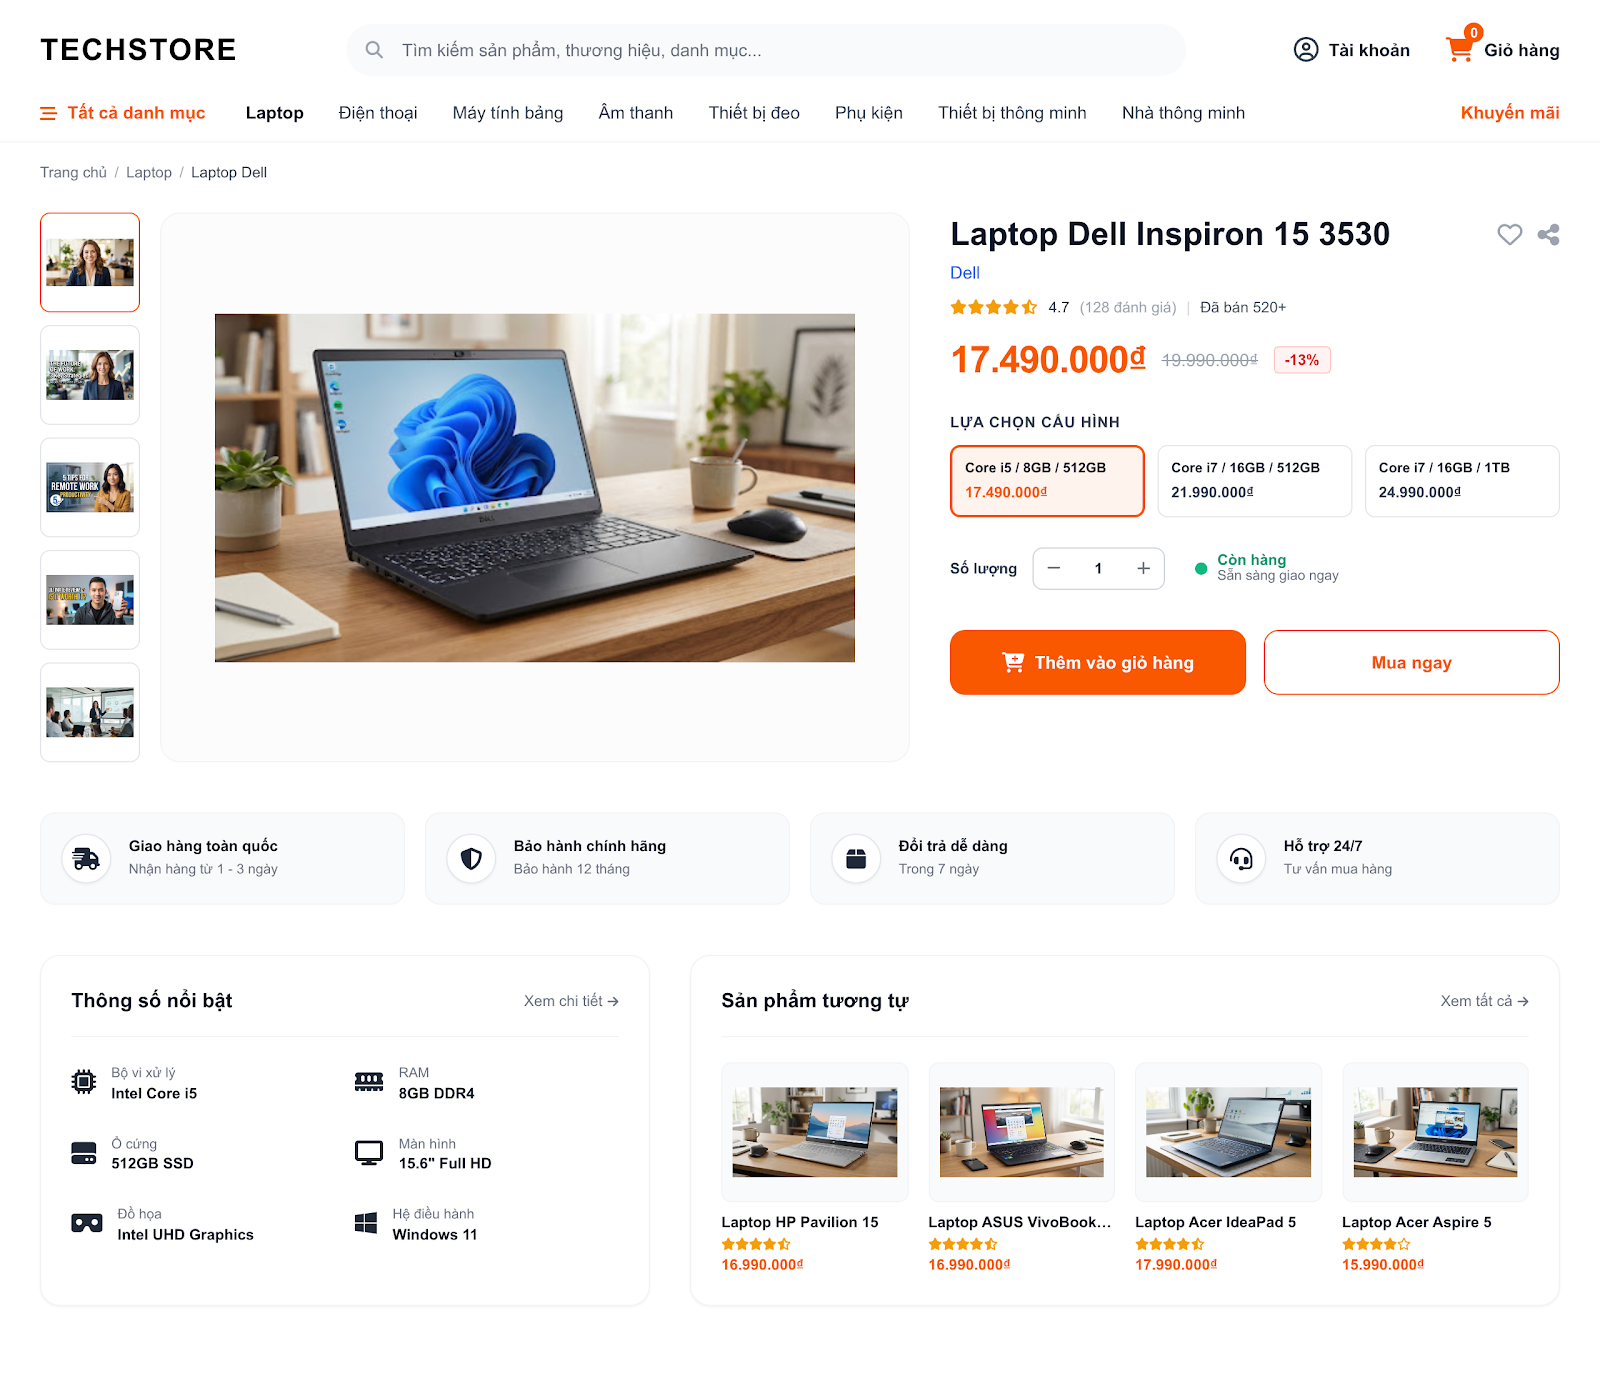 TECHSTORE
Tìm kiếm sản phẩm, thương hiệu, danh mục...
Tài khoản
0
Giỏ hàng
Tất cả danh mục
Laptop
Điện thoại
Máy tính bảng
Âm thanh
Thiết bị đeo
Phụ kiện
Thiết bị thông minh
Nhà thông minh
Khuyến mãi
Trang chủ / Laptop / Laptop Dell
OF WORK
5 TIPS FOR
REMOTE WORK
5 PRODUCTIVITY
DELL
Laptop Dell Inspiron 15 3530
Dell
4.7 (128 đánh giá) | Đã bán 520+
17.490.000₫ 19.990.000₫ -13%
LỰA CHỌN CẤU HÌNH
Core i5 / 8GB / 512GB
17.490.000₫
Core i7 / 16GB / 512GB
21.990.000₫
Core i7 / 16GB / 1TB
24.990.000₫
Số lượng
− 1 +
Còn hàng
Sẵn sàng giao ngay
Thêm vào giỏ hàng
Mua ngay
Giao hàng toàn quốc
Nhận hàng từ 1 - 3 ngày
Bảo hành chính hãng
Bảo hành 12 tháng
Đổi trả dễ dàng
Trong 7 ngày
Hỗ trợ 24/7
Tư vấn mua hàng
Thông số nổi bật
Xem chi tiết →
Bộ vi xử lý
Intel Core i5
RAM
8GB DDR4
Ổ cứng
512GB SSD
Màn hình
15.6" Full HD
Đồ họa
Intel UHD Graphics
Hệ điều hành
Windows 11
Sản phẩm tương tự
Xem tất cả →
Laptop HP Pavilion 15
16.990.000₫
Laptop ASUS VivoBook...
16.990.000₫
Laptop Acer IdeaPad 5
17.990.000₫
Laptop Acer Aspire 5
15.990.000₫